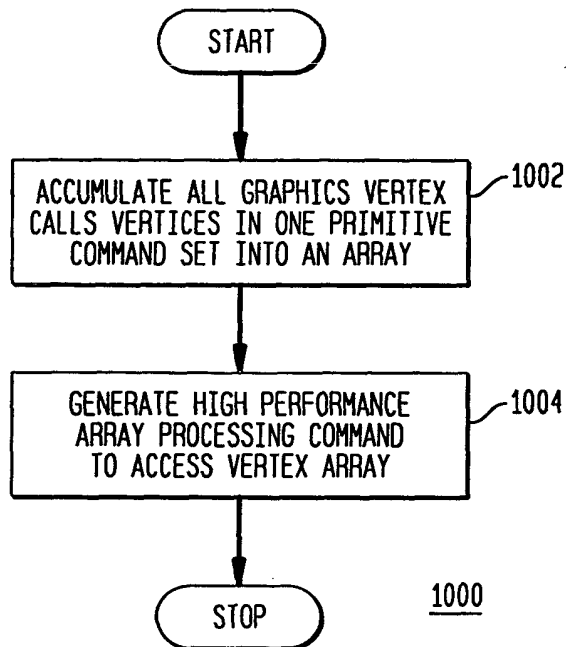 START
ACCUMULATE ALL GRAPHICS VERTEX
CALLS VERTICES IN ONE PRIMITIVE
COMMAND SET INTO AN ARRAY
1002
GENERATE HIGH PERFORMANCE
ARRAY PROCESSING COMMAND
TO ACCESS VERTEX ARRAY
1004
STOP
1000